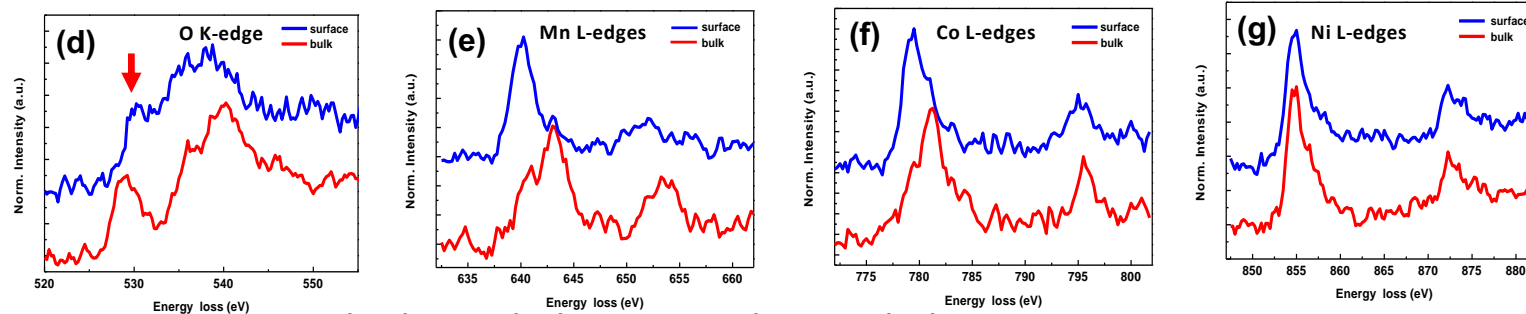 (d) O K-edge
surface
bulk
Norm. Intensity (a.u.)
520 530 540 550
Energy loss (eV)
(e) Mn L-edges
surface
bulk
Norm. Intensity (a.u.)
635 640 645 650 655 660
Energy loss (eV)
(f) Co L-edges
surface
bulk
Norm. Intensity (a.u.)
775 780 785 790 795 800
Energy loss (eV)
(g) Ni L-edges
surface
bulk
Norm. Intensity (a.u.)
850 855 860 865 870 875 880
Energy loss (eV)